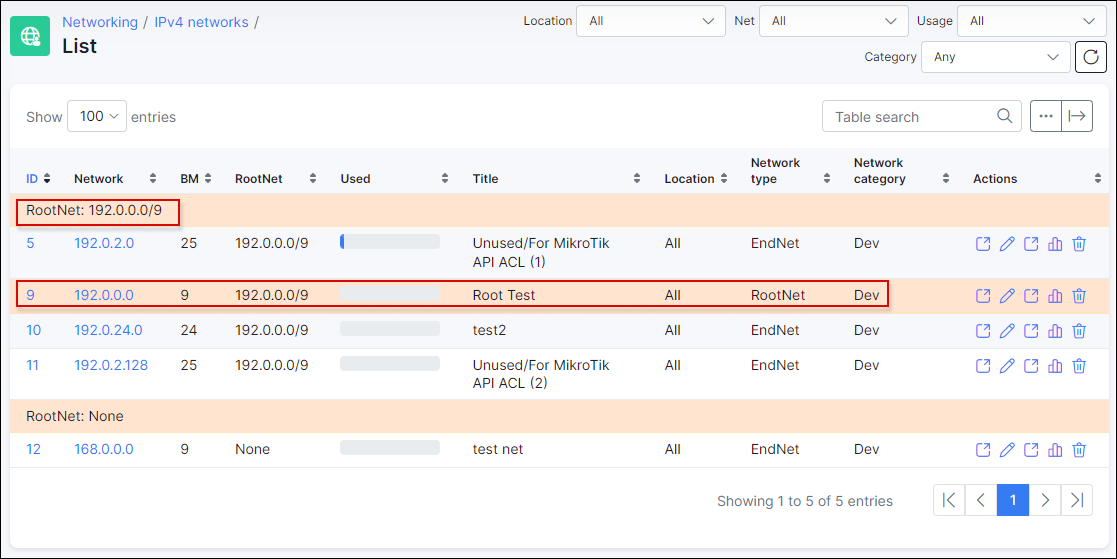 Networking / IPv4 networks /
List
Location All Net All Usage All
Category Any
Show 100 entries
Table search
ID Network BM RootNet Used Title Location Network type Network category Actions
RootNet: 192.0.0.0/9
5 192.0.2.0 25 192.0.0.0/9 Unused/For MikroTik API ACL (1) All EndNet Dev
9 192.0.0.0 9 192.0.0.0/9 Root Test All RootNet Dev
10 192.0.24.0 24 192.0.0.0/9 test2 All EndNet Dev
11 192.0.2.128 25 192.0.0.0/9 Unused/For MikroTik API ACL (2) All EndNet Dev
RootNet: None
12 168.0.0.0 9 None test net All EndNet Dev
Showing 1 to 5 of 5 entries
1